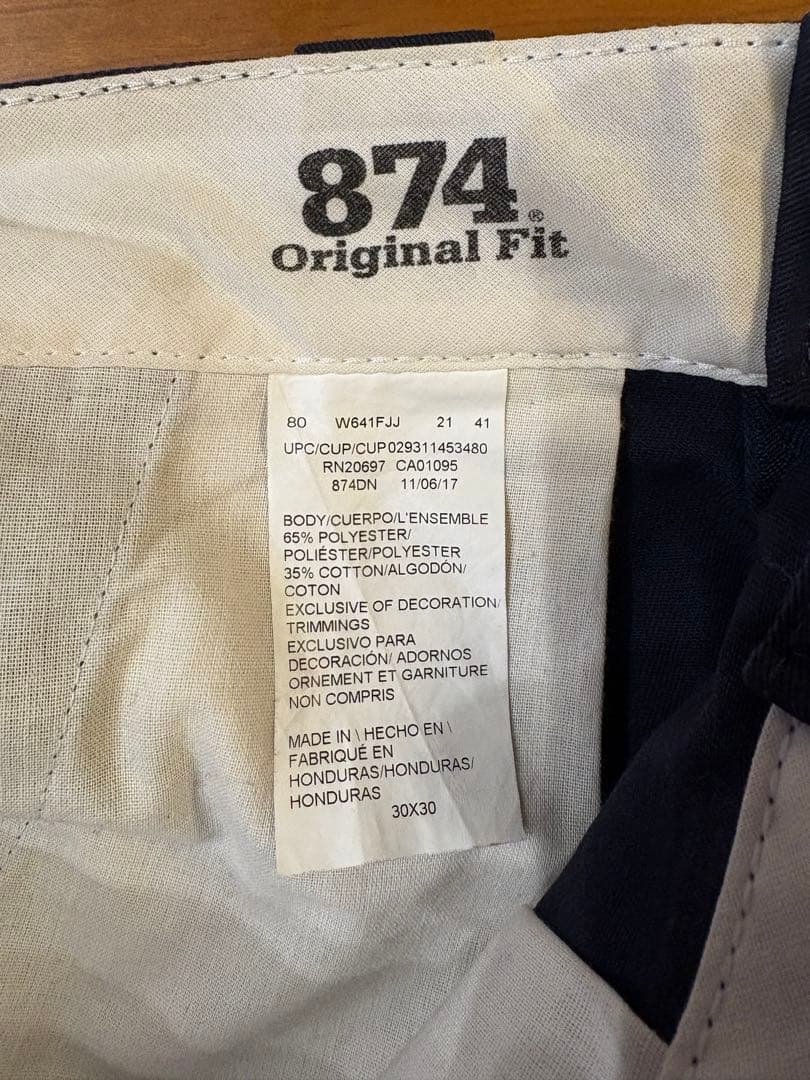 874®
Original Fit
80 W641FJJ 21 41
UPC/CUP/CUP029311453480
RN20697 CA01095
874DN 11/06/17
BODY/CUERPO/L'ENSEMBLE
65% POLYESTER/
POLIÉSTER/POLYESTER
35% COTTON/ALGODÓN/
COTON
EXCLUSIVE OF DECORATION/
TRIMMINGS
EXCLUSIVO PARA
DECORACIÓN/ ADORNOS
ORNEMENT ET GARNITURE
NON COMPRIS
MADE IN \ HECHO EN \
FABRIQUÉ EN
HONDURAS/HONDURAS/
HONDURAS
30X30